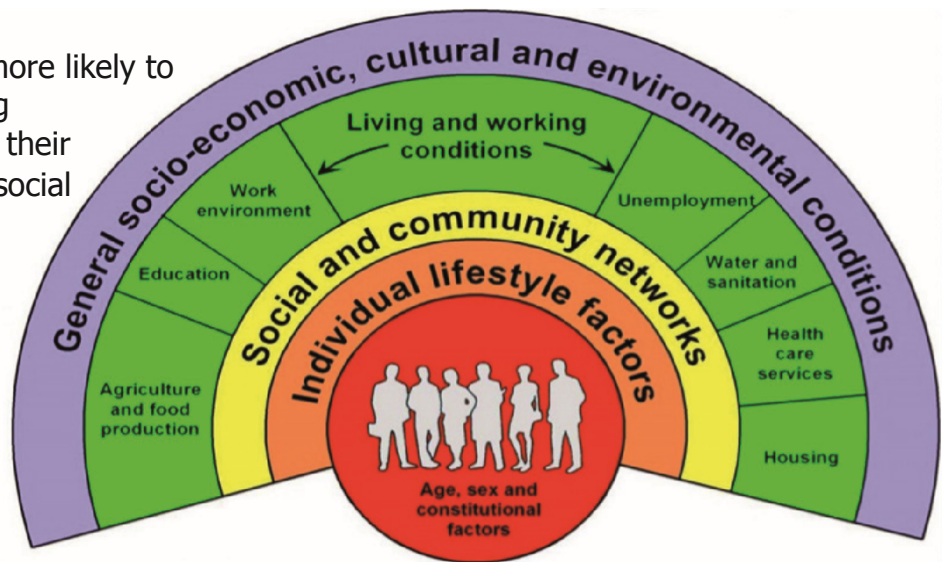 more likely to
g
their
social
General socio-economic, cultural and environmental conditions
Living and working
conditions
Work
environment
Unemployment
Education
Water and
sanitation
Agriculture
and food
production
Health
care
services
Housing
Social and community networks
Individual lifestyle factors
Age, sex and
constitutional
factors